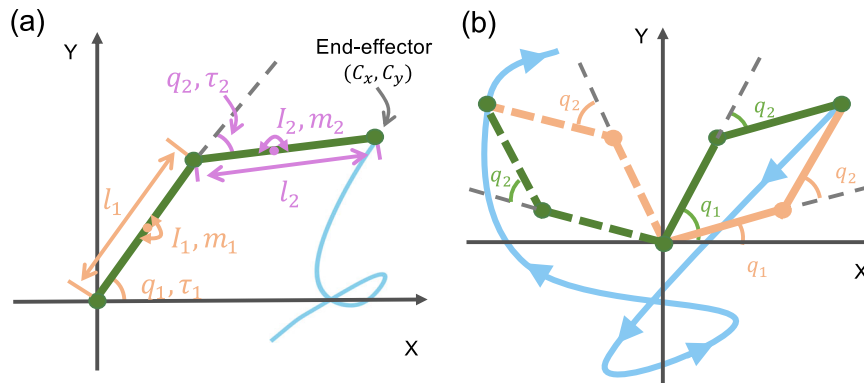 (a)
Y
End-effector
(Cₓ, Cᵧ)
q₂, τ₂
I₂, m₂
l₂
l₁
I₁, m₁
q₁, τ₁
X
(b)
Y
q₂
q₂
q₂
q₂
q₁
q₁
X